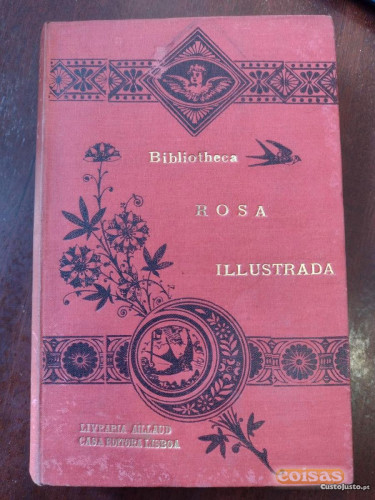 Bibliotheca
ROSA
ILLUSTRADA
LIVRARIA AILLAUD
CASA EDITORA LISBOA
coisas
Custojusto.pt